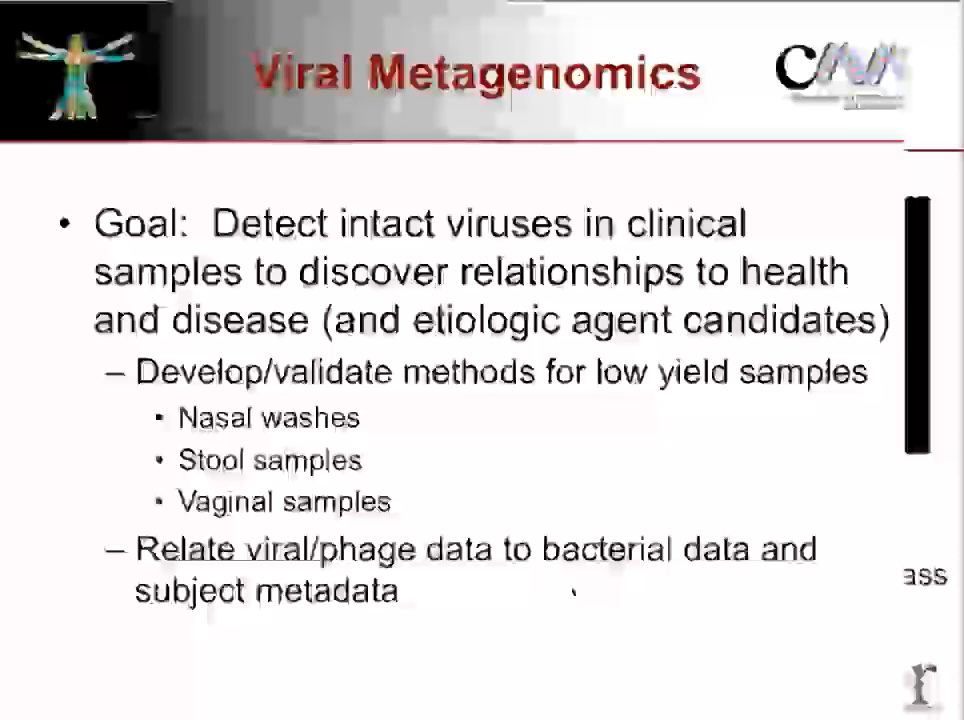 Viral Metagenomics
• Goal: Detect intact viruses in clinical
samples to discover relationships to health
and disease (and etiologic agent candidates)
– Develop/validate methods for low yield samples
• Nasal washes
• Stool samples
• Vaginal samples
– Relate viral/phage data to bacterial data and
subject metadata
ass
r